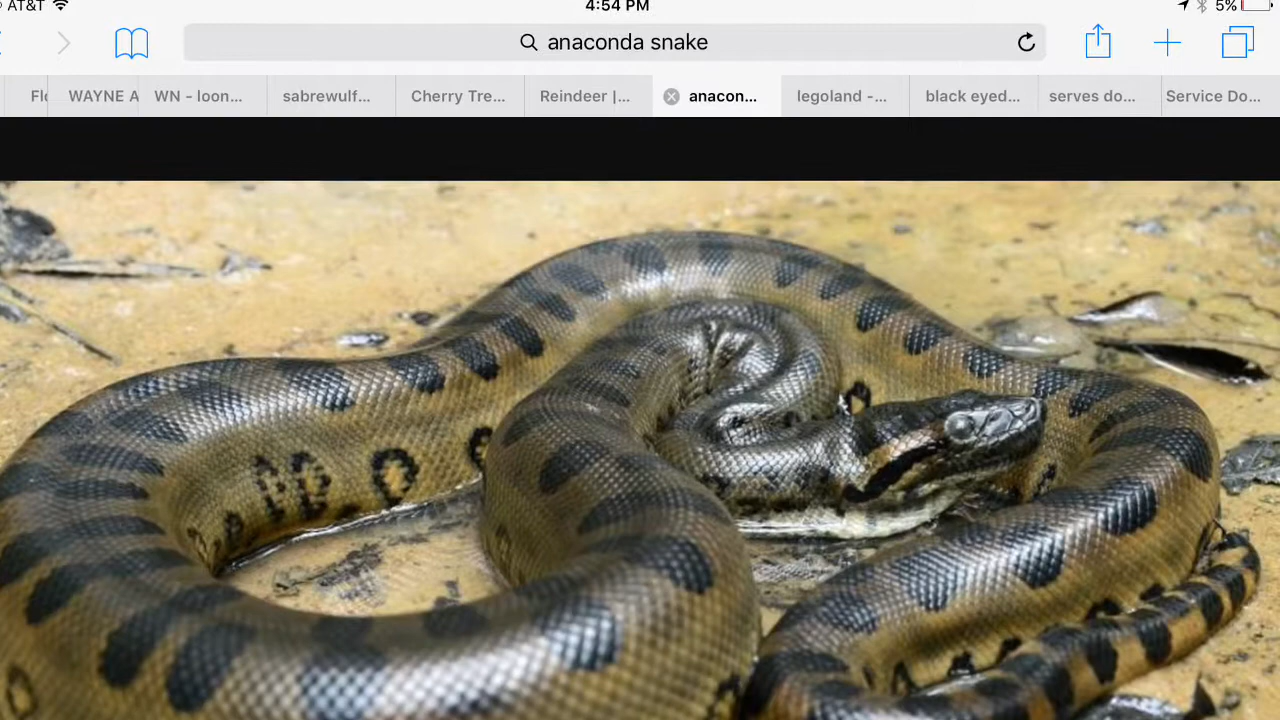 AT&T 4:54 PM 5%
anaconda snake
Flo WAYNE A WN - loon... sabrewulf... Cherry Tre... Reindeer |... anacon... legoland -... black eyed... serves do... Service Do...